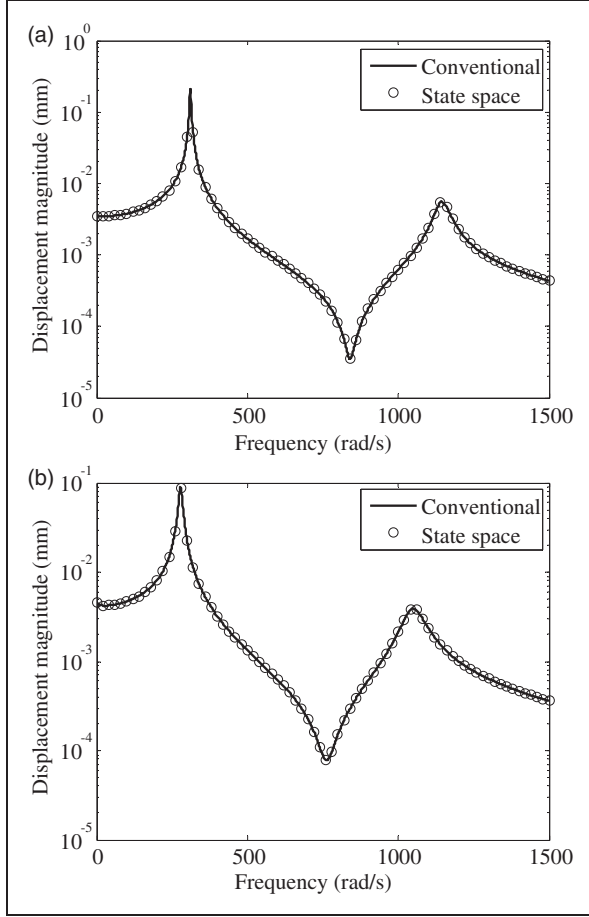 (a)
10^0
10^-1
10^-2
10^-3
10^-4
10^-5
Displacement magnitude (mm)
Conventional
State space
0
500
1000
1500
Frequency (rad/s)
(b)
10^-1
10^-2
10^-3
10^-4
10^-5
Displacement magnitude (mm)
Conventional
State space
0
500
1000
1500
Frequency (rad/s)